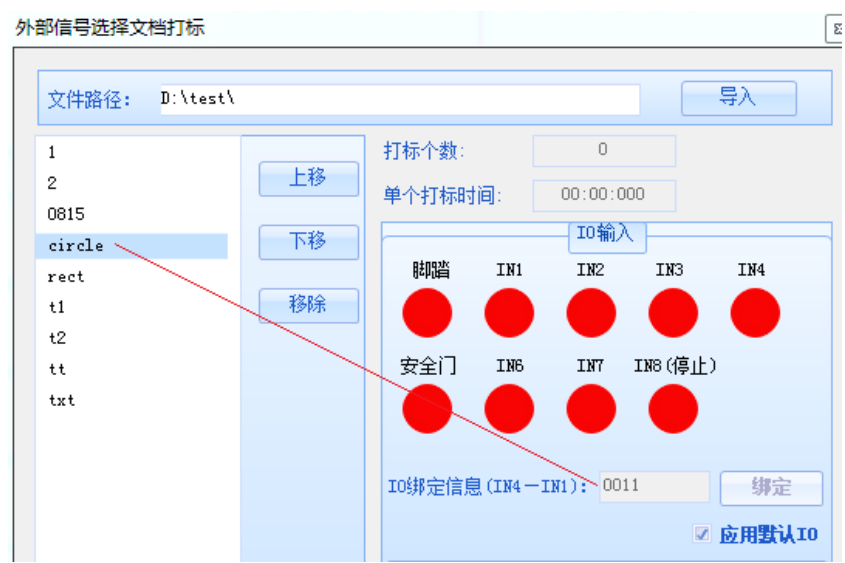 外部信号选择文档打标
文件路径: D:\test\ 导入
1
2
0815
circle
rect
t1
t2
tt
txt
上移
下移
移除
打标个数: 0
单个打标时间: 00:00:000
IO输入
脚踏 IN1 IN2 IN3 IN4
安全门 IN6 IN7 IN8(停止)
IO绑定信息(IN4-IN1): 0011 绑定
应用默认IO